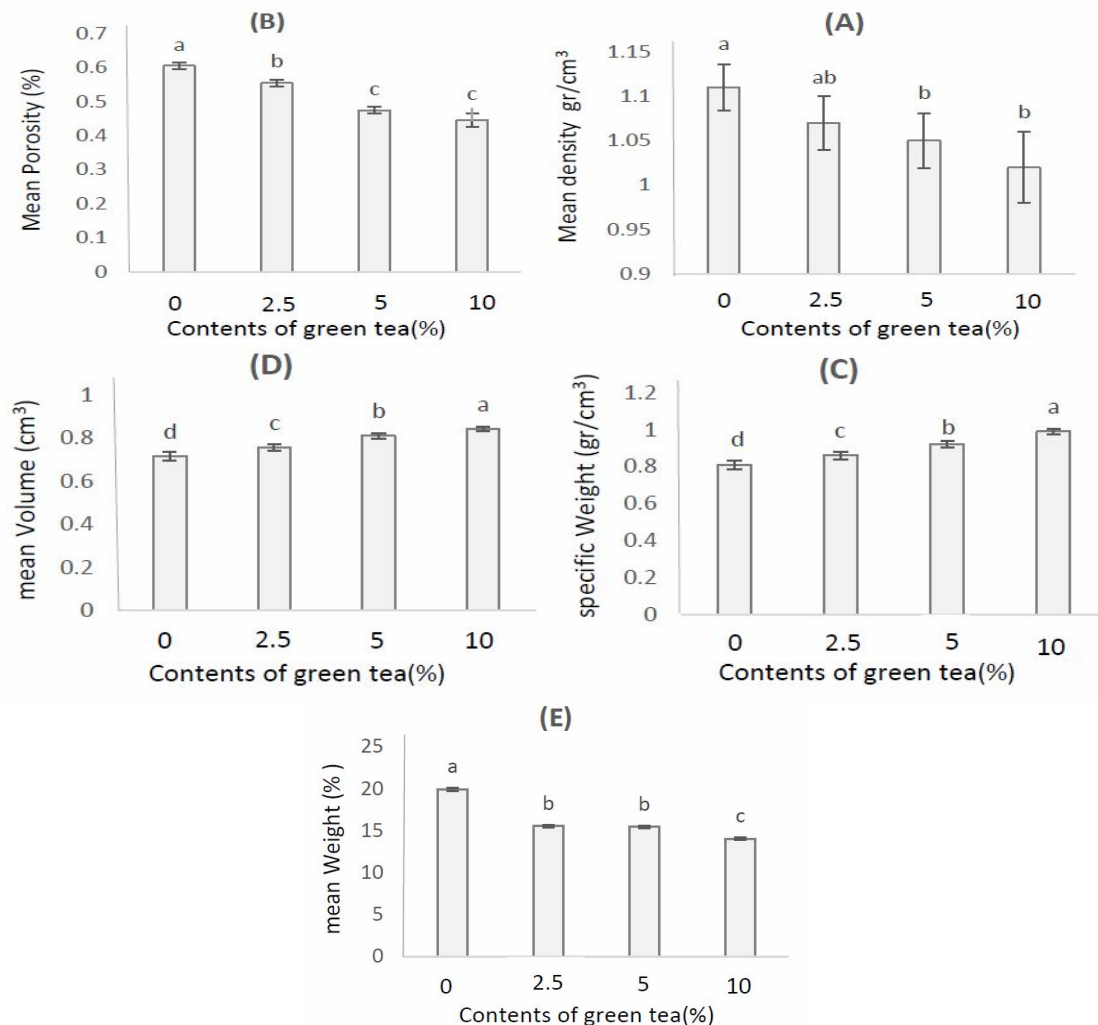 (B)
Mean Porosity (%)
0.7
0.6
0.5
0.4
0.3
0.2
0.1
0
a
b
c
c
0 2.5 5 10
Contents of green tea(%)
(A)
Mean density gr/cm³
1.15
1.1
1.05
1
0.95
0.9
a
ab
b
b
0 2.5 5 10
Contents of green tea(%)
(D)
mean Volume (cm³)
1
0.8
0.6
0.4
0.2
0
d
c
b
a
0 2.5 5 10
Contents of green tea(%)
(C)
specific Weight (gr/cm³)
1.2
1
0.8
0.6
0.4
0.2
0
d
c
b
a
0 2.5 5 10
Contents of green tea(%)
(E)
mean Weight (% )
25
20
15
10
5
0
a
b
b
c
0 2.5 5 10
Contents of green tea(%)